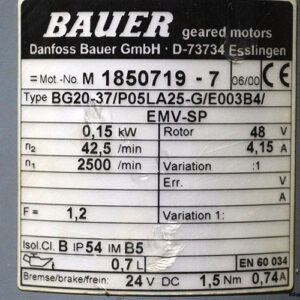 BAUER geared motors
Danfoss Bauer GmbH · D-73734 Esslingen
Mot.-No. M 1850719 - 7 06/00 CE
Type BG20-37/P05LA25-G/E003B4/
EMV-SP
0,15 kW Rotor 48 V
n2 42,5 /min 4,15 A
n1 2500 /min Variation :1
Err. V
A
F = 1,2 Variation
Isol.Cl. B IP 54 IM B5
0,7 L EN 60 034
Bremse/brake/frein: 24 V DC 1,5 Nm 0,74 A